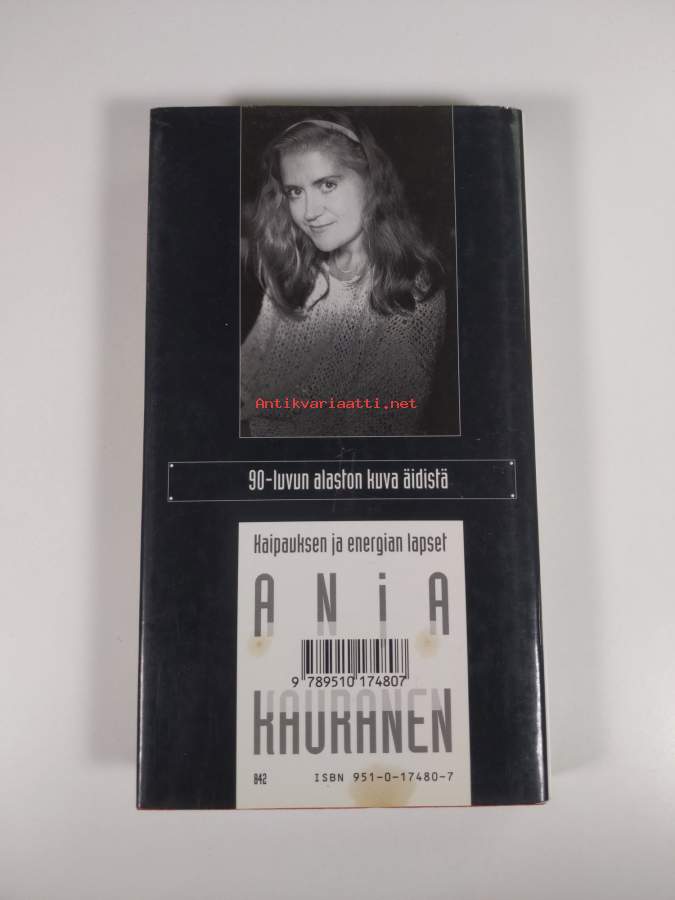 Antikvariaatti.net
90-luvun alaston kuva äidistä
Kaipauksen ja energian lapset
ANiA
9 789510 174807
KAURANEN
842
ISBN 951-0-17480-7